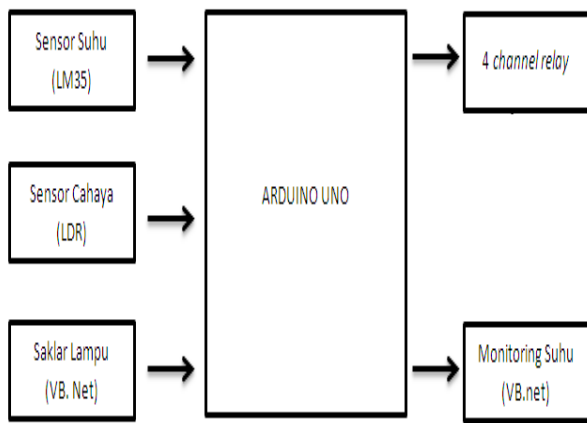 Sensor Suhu
(LM35)
Sensor Cahaya
(LDR)
Saklar Lampu
(VB. Net)
ARDUINO UNO
4 channel relay
Monitoring Suhu
(VB.net)